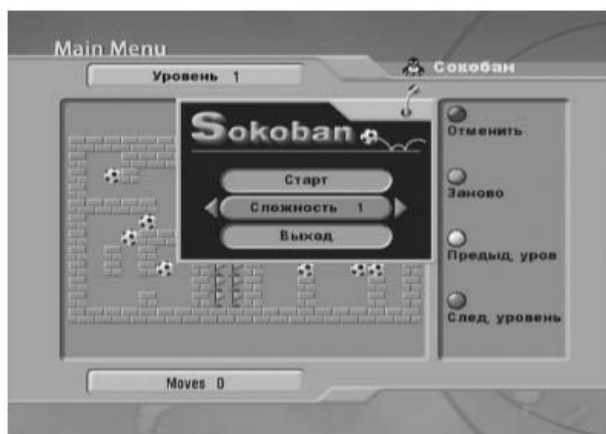 Main Menu
Уровень 1
Сокобан
Sokoban
Старт
Сложность 1
Выход
Отменить
Заново
Предыд. уров
След. уровень
Moves 0